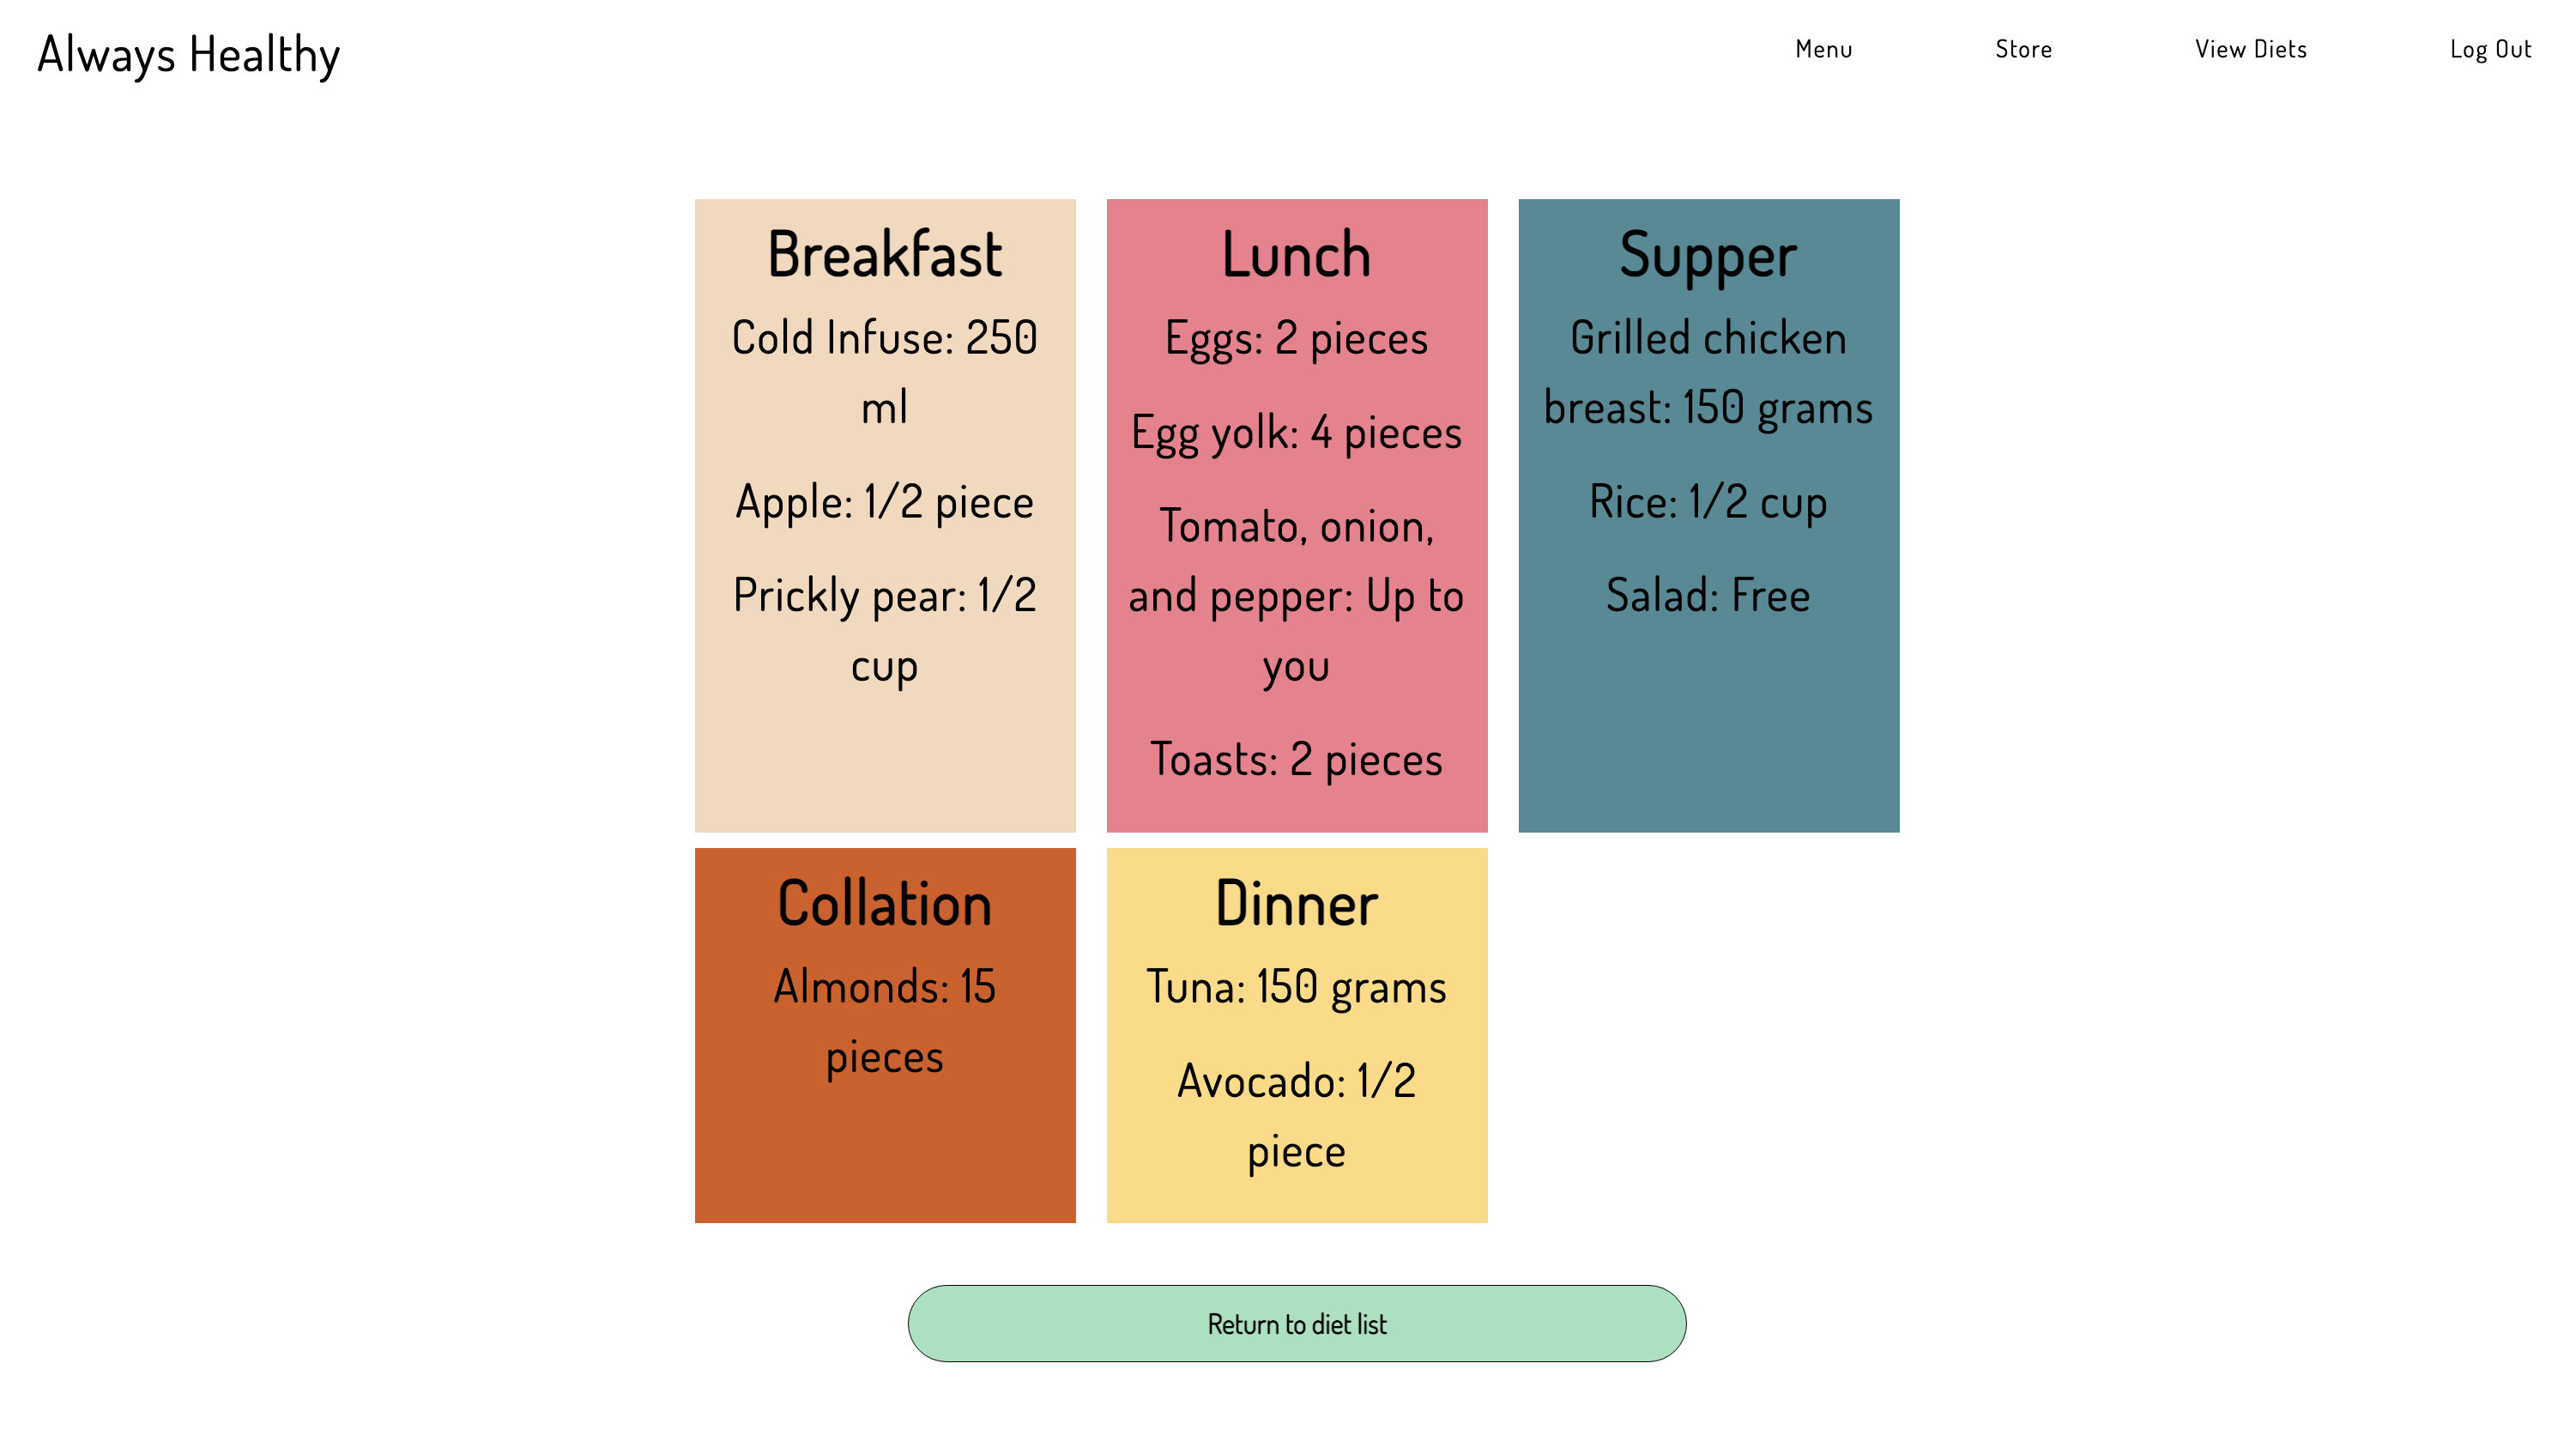 Always Healthy
Menu
Store
View Diets
Log Out
Breakfast
Cold Infuse: 250
ml
Apple: 1/2 piece
Prickly pear: 1/2
cup
Lunch
Eggs: 2 pieces
Egg yolk: 4 pieces
Tomato, onion,
and pepper: Up to
you
Toasts: 2 pieces
Supper
Grilled chicken
breast: 150 grams
Rice: 1/2 cup
Salad: Free
Collation
Almonds: 15
pieces
Dinner
Tuna: 150 grams
Avocado: 1/2
piece
Return to diet list